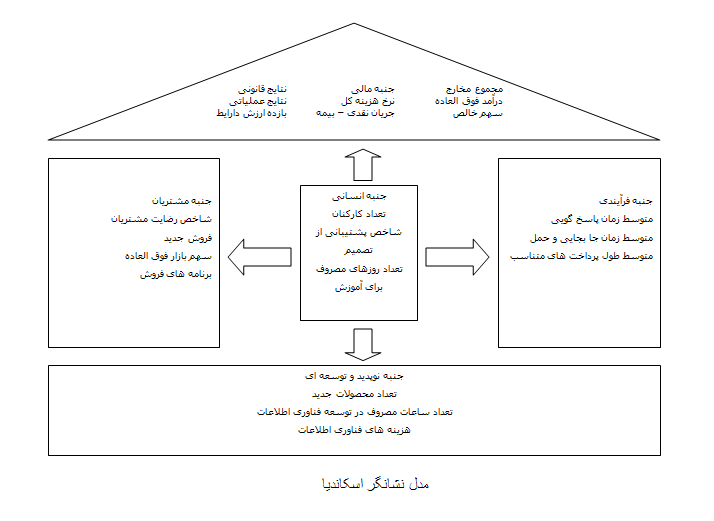 مجموع مخارج
درآمد فوق العاده
سهم خالص
جنبه مالی
نرخ هزینه کل
جریان نقدی – بیمه
نتایج قانونی
نتایج عملیاتی
بازده ارزش دارایط
جنبه فرآیندی
متوسط زمان پاسخ گویی
متوسط زمان جا بجایی و حمل
متوسط طول پرداخت های متناسب
جنبه انسانی
تعداد کارکنان
شاخص پشتیبانی از
تصمیم
تعداد روزهای مصروف
برای آموزش
جنبه مشتریان
شاخص رضایت مشتریان
فروش جدید
سهم بازار فوق العاده
برنامه های فروش
جنبه نوپدید و توسعه ای
تعداد محصولات جدید
تعداد ساعات مصروف در توسعه فناوری اطلاعات
هزینه های فناوری اطلاعات
مدل نشانگر اسکاندیا